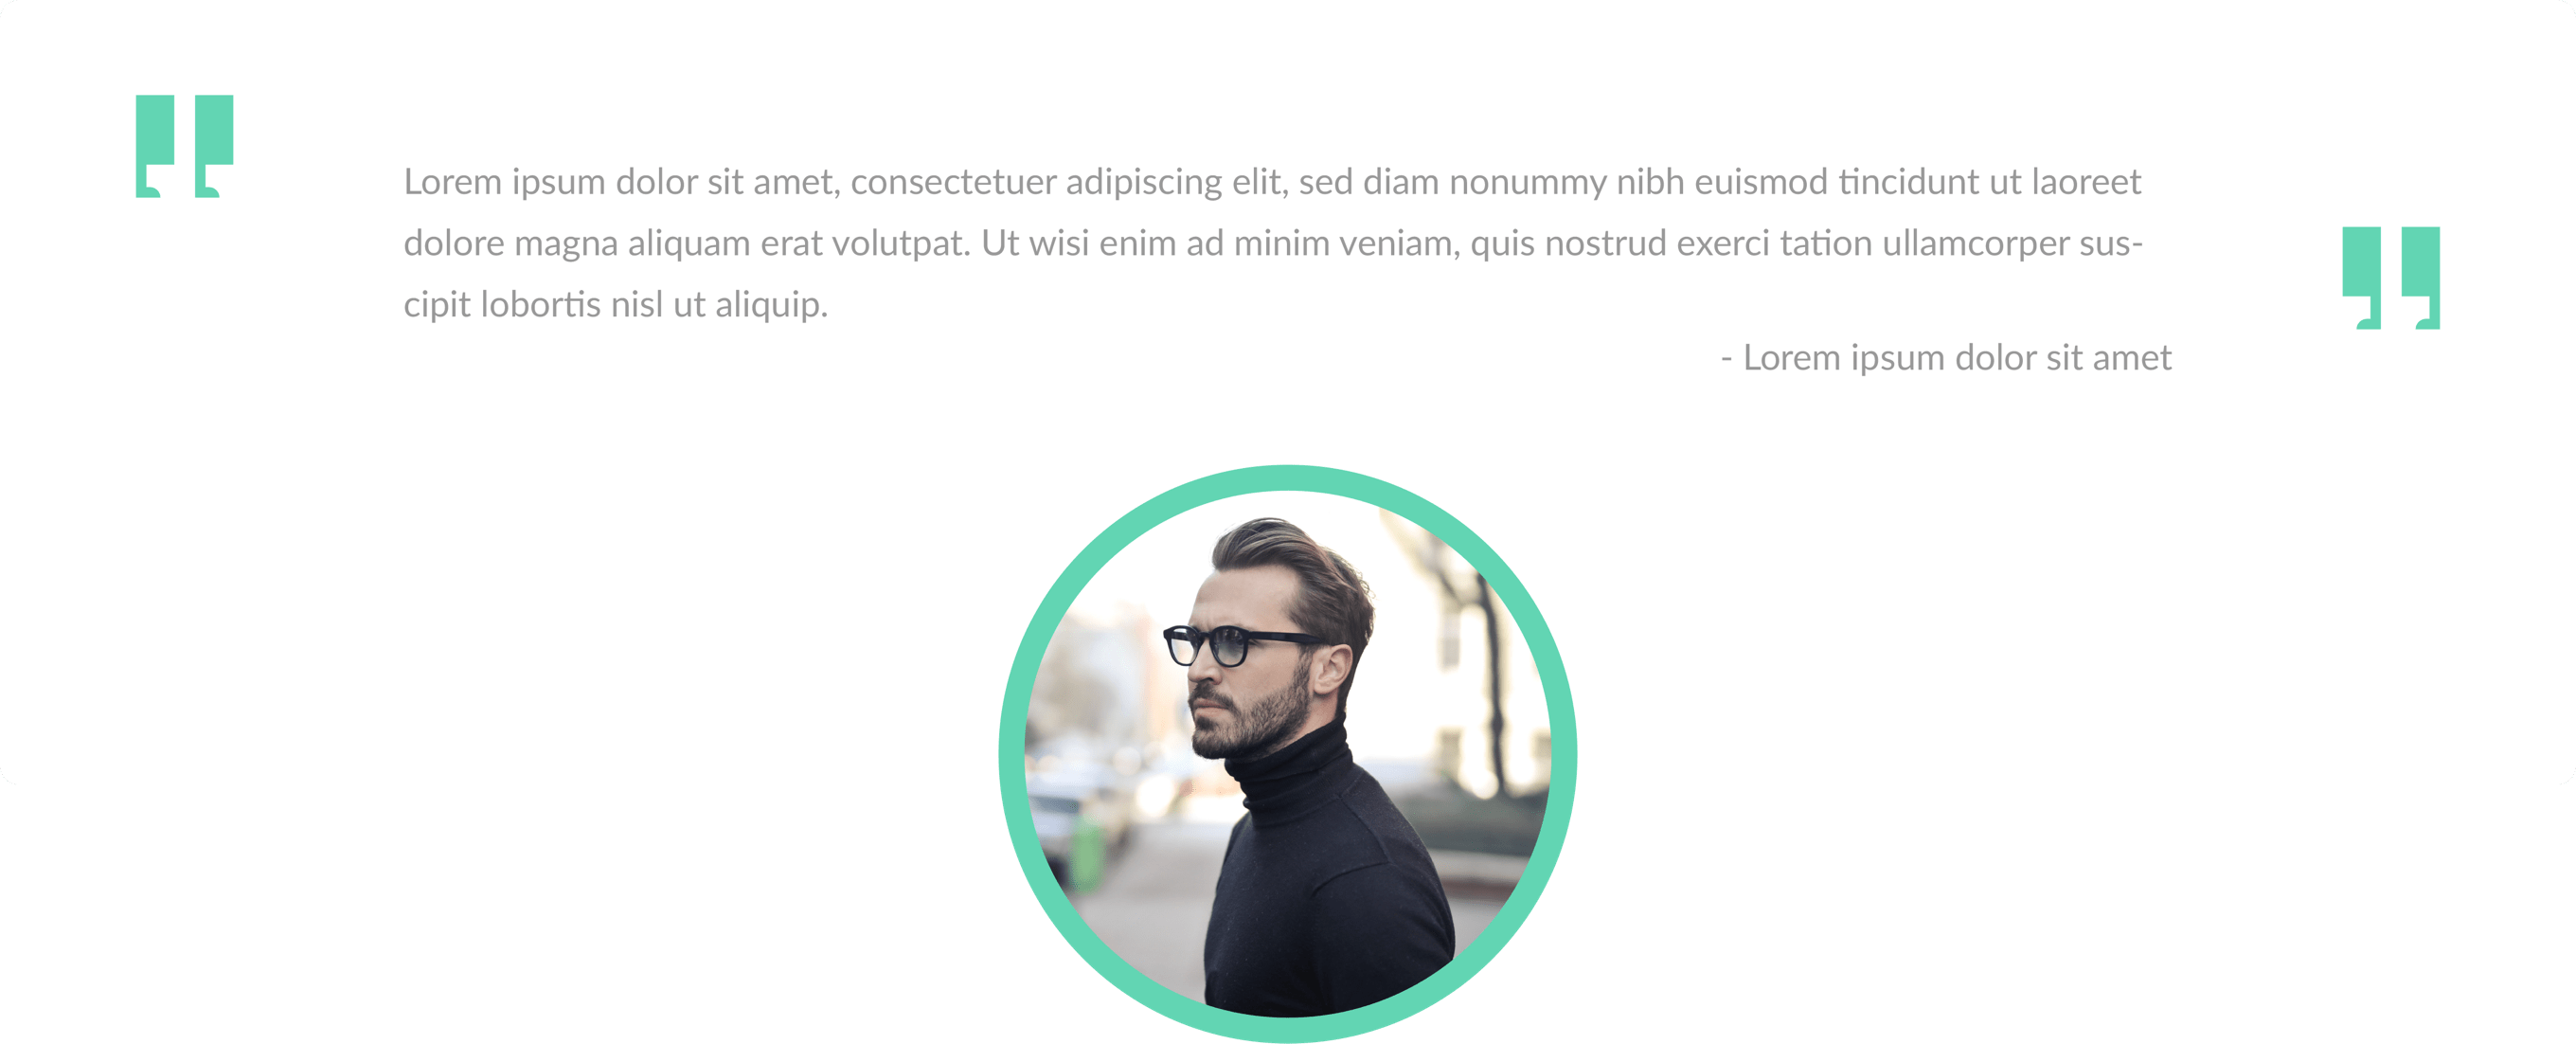 Lorem ipsum dolor sit amet, consectetuer adipiscing elit, sed diam nonummy nibh euismod tincidunt ut laoreet
dolore magna aliquam erat volutpat. Ut wisi enim ad minim veniam, quis nostrud exerci tation ullamcorper sus-
cipit lobortis nisl ut aliquip.
- Lorem ipsum dolor sit amet